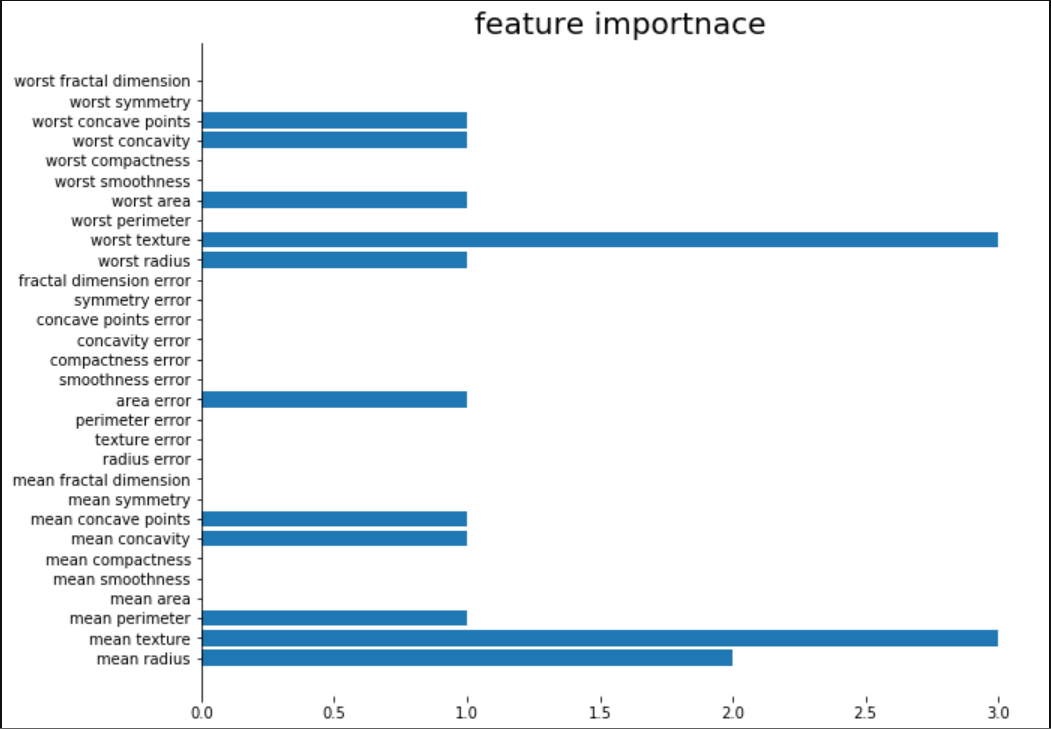 feature importnace
worst fractal dimension
worst symmetry
worst concave points
worst concavity
worst compactness
worst smoothness
worst area
worst perimeter
worst texture
worst radius
fractal dimension error
symmetry error
concave points error
concavity error
compactness error
smoothness error
area error
perimeter error
texture error
radius error
mean fractal dimension
mean symmetry
mean concave points
mean concavity
mean compactness
mean smoothness
mean area
mean perimeter
mean texture
mean radius
0.0 0.5 1.0 1.5 2.0 2.5 3.0